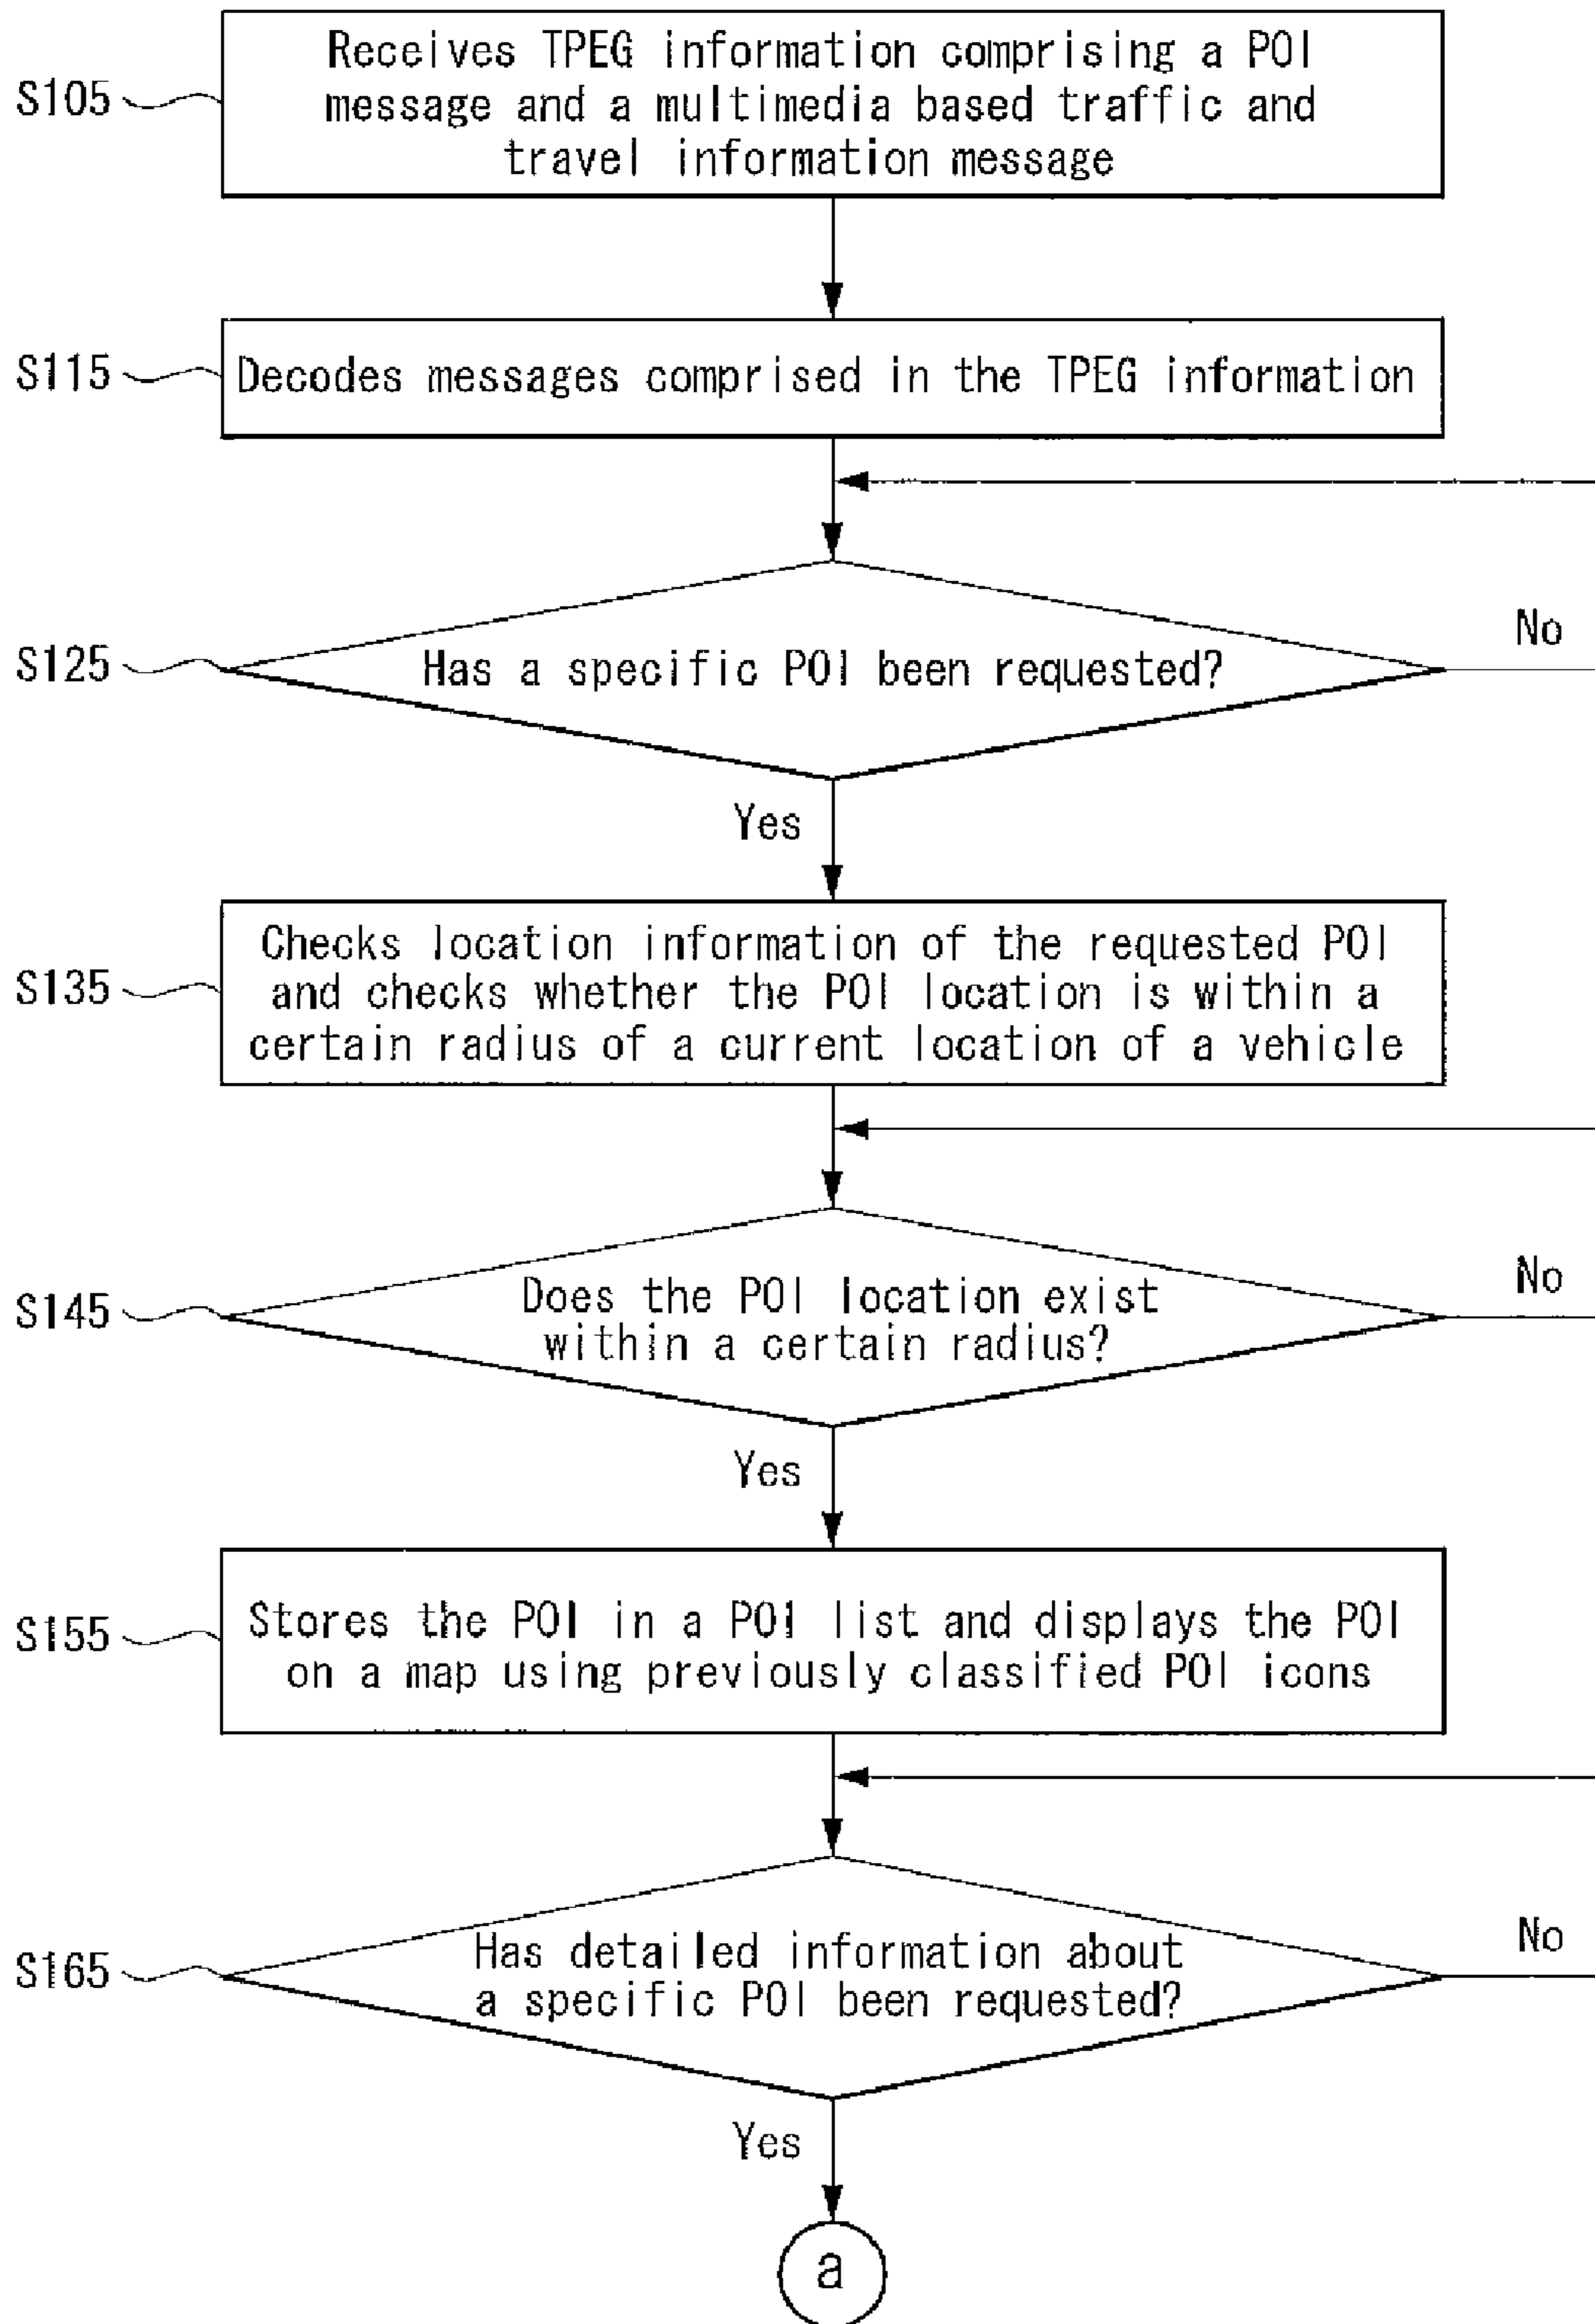 Receives TPEG information comprising a POI
S105
message and a multimedia based traffic and
travel information message
S115
Decodes messages comprised in the TPEG information
No
S125
Has a specific POI been requested?
Yes
Checks location information of the requested POI
S135
and checks whether the POI location is within a
certain radius of a current location of a vehicle
No
Does the POI location exist
S145
within a certain radius?
Yes
S155
Stores the POI in a POI list and displays the POI
on a map using previously classified POI icons
No
Has detailed information about
S165
a specific POI been requested?
Yes
a